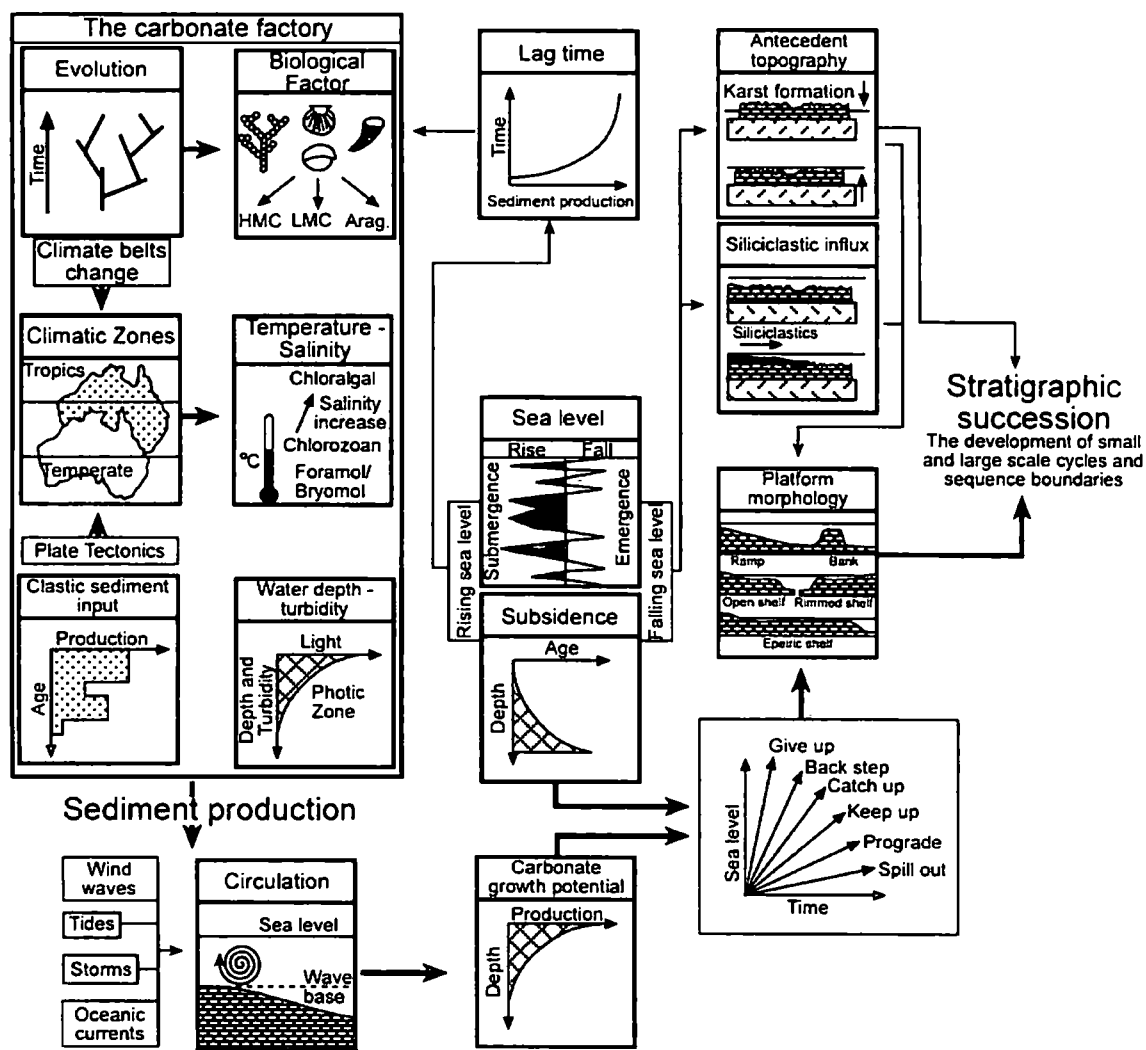 The carbonate factory
Evolution
Time
Biological
Factor
HMC LMC Arag.
Climate belts
change
Climatic Zones
Tropics
Temperate
Temperature -
Salinity
Chloralgal
Salinity
increase
Chlorozoan
°C
Foramol/
Bryomol
Plate Tectonics
Clastic sediment
input
Production
Age
Water depth -
turbidity
Light
Depth and
Turbidity
Photic
Zone
Sediment production
Wind
waves
Tides
Storms
Oceanic
currents
Circulation
Sea level
Wave
base
Lag time
Time
Sediment production
Sea level
Rise Fall
Submergence
Emergence
Rising sea level
Falling sea level
Subsidence
Age
Depth
Carbonate
growth potential
Production
Depth
Antecedent
topography
Karst formation
Siliciclastic influx
Siliciclastics
Stratigraphic
succession
The development of small
and large scale cycles and
sequence boundaries
Platform
morphology
Ramp Bank
Open shelf Rimmed shelf
Epeiric shelf
Give up
Back step
Catch up
Keep up
Prograde
Spill out
Sea level
Time